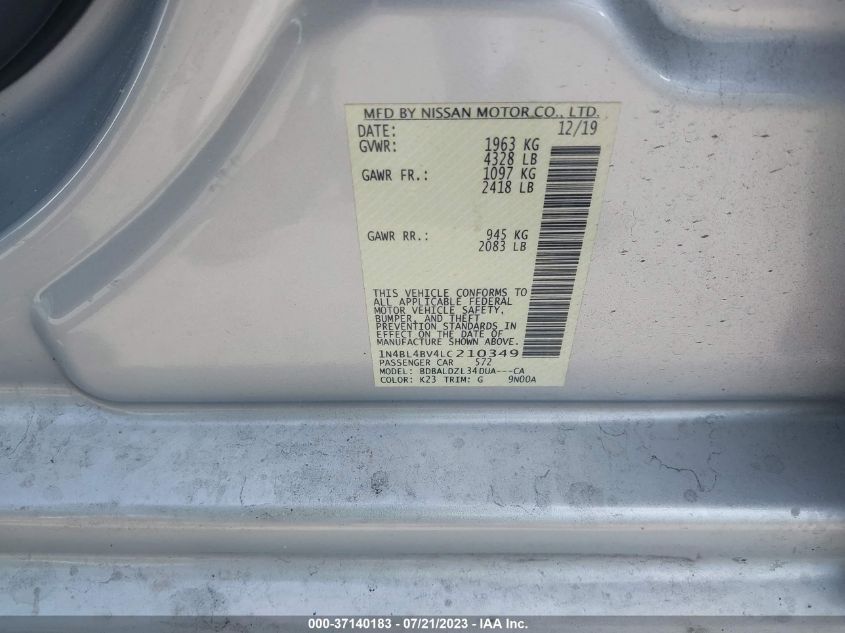 MFD BY NISSAN MOTOR CO., LTD.
DATE: 12/19
GVWR: 1963 KG
4328 LB
GAWR FR.: 1097 KG
2418 LB
GAWR RR.: 945 KG
2083 LB
THIS VEHICLE CONFORMS TO
ALL APPLICABLE FEDERAL
MOTOR VEHICLE SAFETY,
BUMPER, AND THEFT
PREVENTION STANDARDS IN
EFFECT ON THE DATE OF
MANUFACTURE SHOWN ABOVE.
1N4BL4BV4LC210349
PASSENGER CAR 572
MODEL: BDBALDZL34DUA---CA
COLOR: K23 TRIM: G 9N00A
000-37140183 - 07/21/2023 - Copyright IAA, LLC.